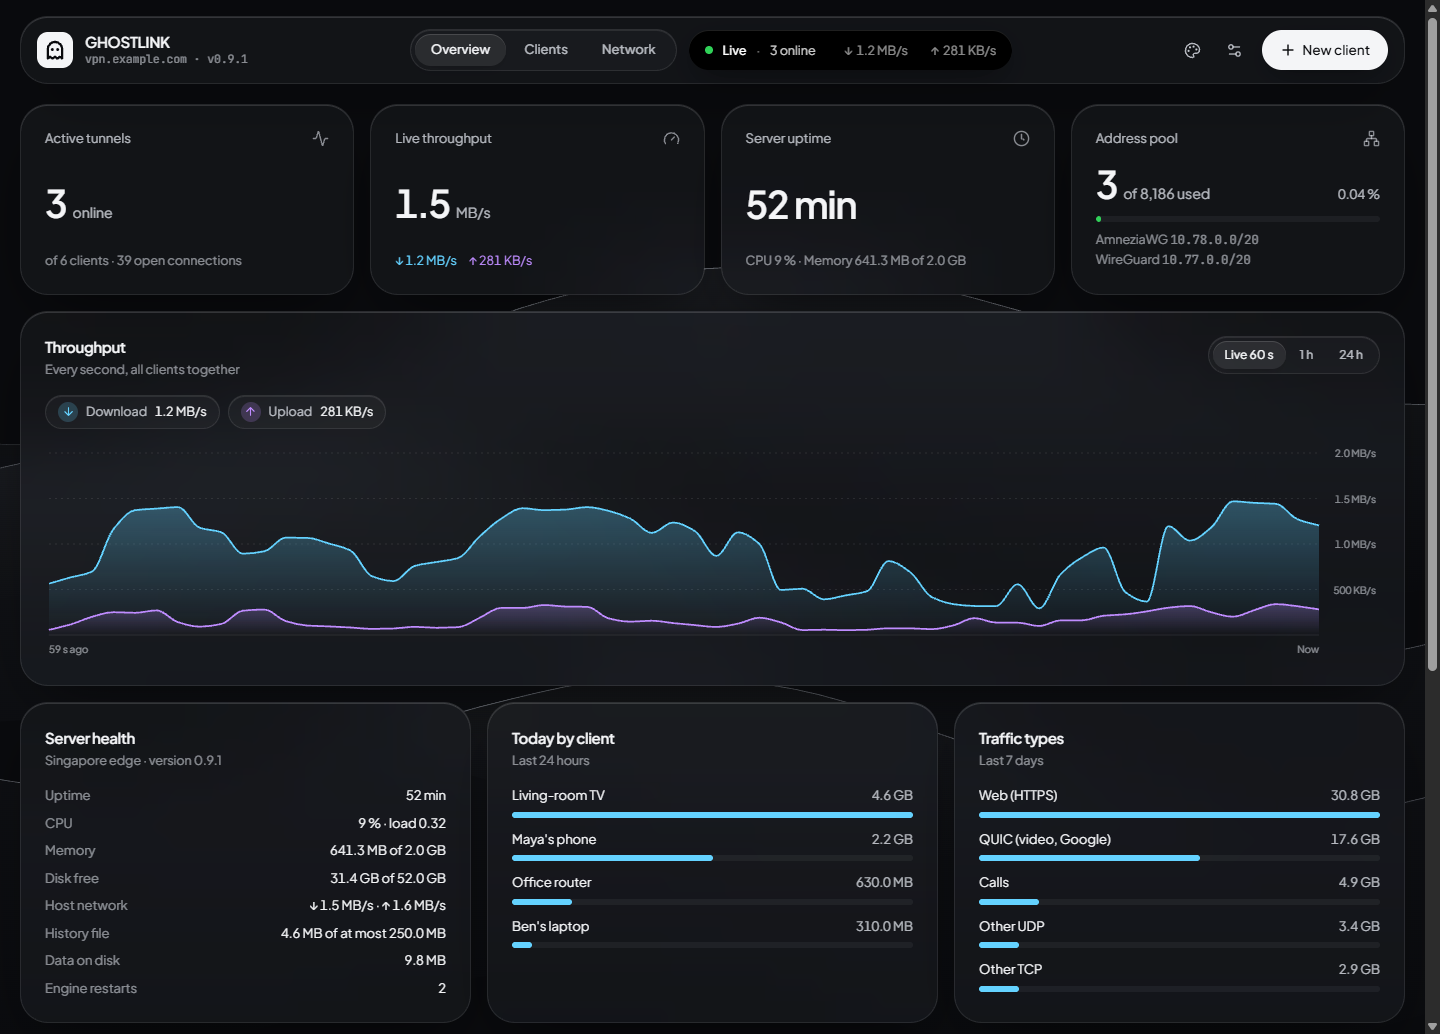 GHOSTLINK
vpn.example.com · v0.9.1
Overview
Clients
Network
Live · 3 online ↓ 1.2 MB/s ↑ 281 KB/s
+ New client
Active tunnels
3 online
of 6 clients · 39 open connections
Live throughput
1.5 MB/s
↓ 1.2 MB/s ↑ 281 KB/s
Server uptime
52 min
CPU 9 % · Memory 641.3 MB of 2.0 GB
Address pool
3 of 8,186 used 0.04 %
AmneziaWG 10.78.0.0/20
WireGuard 10.77.0.0/20
Throughput
Every second, all clients together
Live 60 s
1 h
24 h
↓ Download 1.2 MB/s
↑ Upload 281 KB/s
2.0 MB/s
1.5 MB/s
1.0 MB/s
500 KB/s
59 s ago
Now
Server health
Singapore edge · version 0.9.1
Uptime 52 min
CPU 9 % · load 0.32
Memory 641.3 MB of 2.0 GB
Disk free 31.4 GB of 52.0 GB
Host network ↓ 1.5 MB/s · ↑ 1.6 MB/s
History file 4.6 MB of at most 250.0 MB
Data on disk 9.8 MB
Engine restarts 2
Today by client
Last 24 hours
Living-room TV 4.6 GB
Maya's phone 2.2 GB
Office router 630.0 MB
Ben's laptop 310.0 MB
Traffic types
Last 7 days
Web (HTTPS) 30.8 GB
QUIC (video, Google) 17.6 GB
Calls 4.9 GB
Other UDP 3.4 GB
Other TCP 2.9 GB